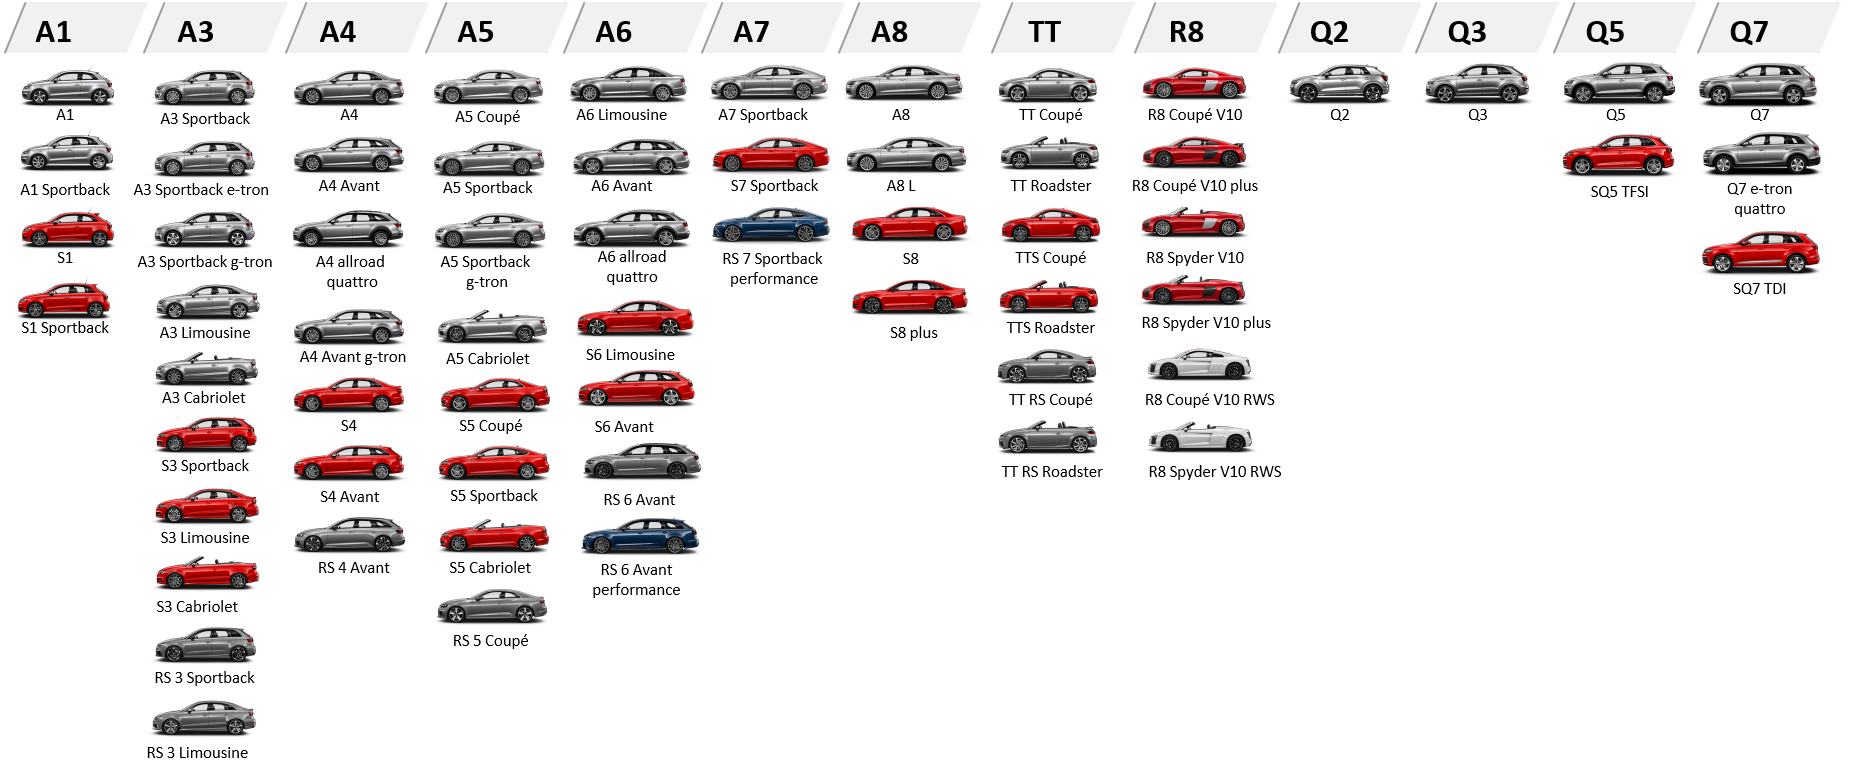 A1
A3
A4
A5
A6
A7
A8
TT
R8
Q2
Q3
Q5
Q7
A1
A1 Sportback
S1
S1 Sportback
A3 Sportback
A3 Sportback e-tron
A3 Sportback g-tron
A3 Limousine
A3 Cabriolet
S3 Sportback
S3 Limousine
S3 Cabriolet
RS 3 Sportback
RS 3 Limousine
A4
A4 Avant
A4 allroad
quattro
A4 Avant g-tron
S4
S4 Avant
RS 4 Avant
A5 Coupé
A5 Sportback
A5 Sportback
g-tron
A5 Cabriolet
S5 Coupé
S5 Sportback
S5 Cabriolet
RS 5 Coupé
A6 Limousine
A6 Avant
A6 allroad
quattro
S6 Limousine
S6 Avant
RS 6 Avant
RS 6 Avant
performance
A7 Sportback
S7 Sportback
RS 7 Sportback
performance
A8
A8 L
S8
S8 plus
TT Coupé
TT Roadster
TTS Coupé
TTS Roadster
TT RS Coupé
TT RS Roadster
R8 Coupé V10
R8 Coupé V10 plus
R8 Spyder V10
R8 Spyder V10 plus
R8 Coupé V10 RWS
R8 Spyder V10 RWS
Q2
Q3
Q5
SQ5 TFSI
Q7
Q7 e-tron
quattro
SQ7 TDI